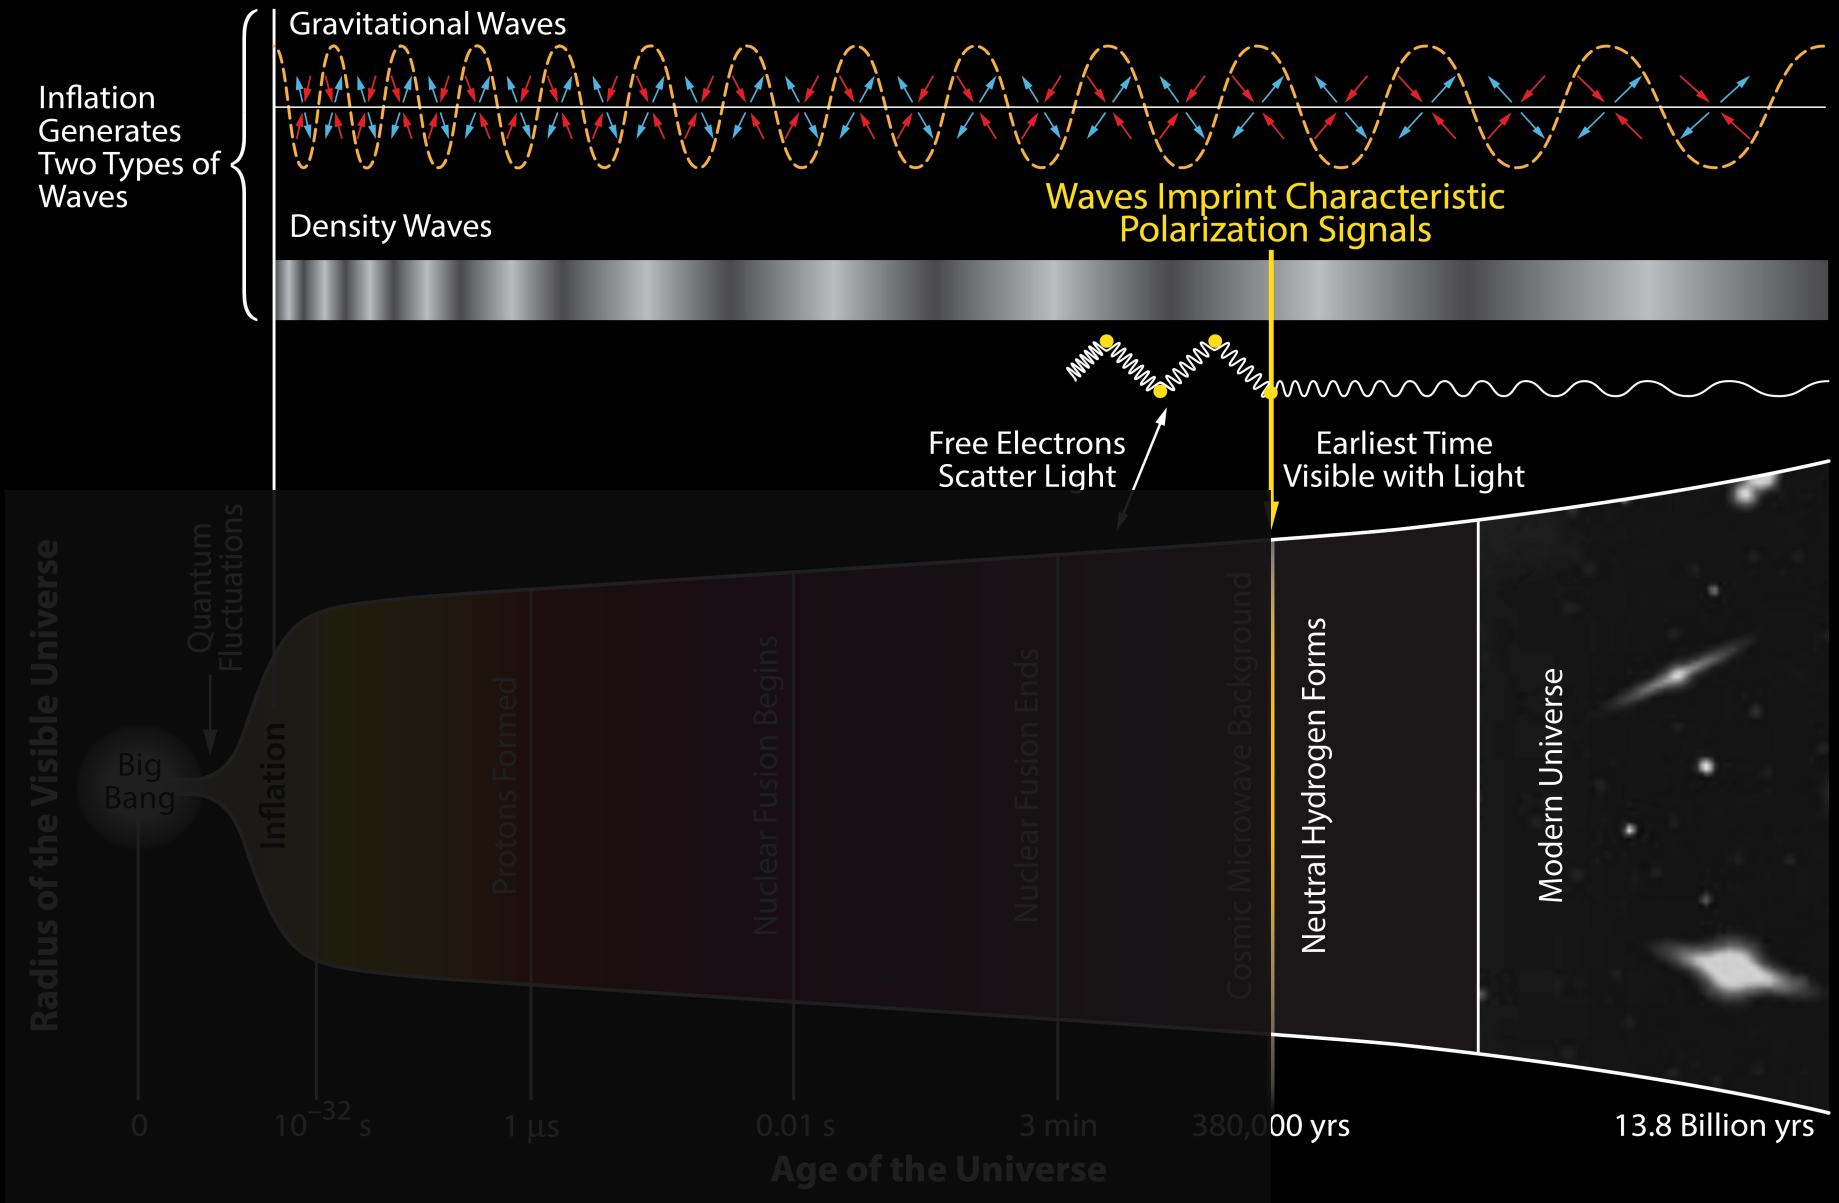 Gravitational Waves
Inflation
Generates
Two Types of
Waves
Waves Imprint Characteristic
Polarization Signals
Density Waves
Free Electrons
Scatter Light
Earliest Time
Visible with Light
Radius of the Visible Universe
Quantum
Fluctuations
Big
Bang
Inflation
Protons Formed
Nuclear Fusion Begins
Nuclear Fusion Ends
Cosmic Microwave Background
Neutral Hydrogen Forms
Modern Universe
0
10⁻³² s
1 µs
0.01 s
3 min
380,000 yrs
13.8 Billion yrs
Age of the Universe